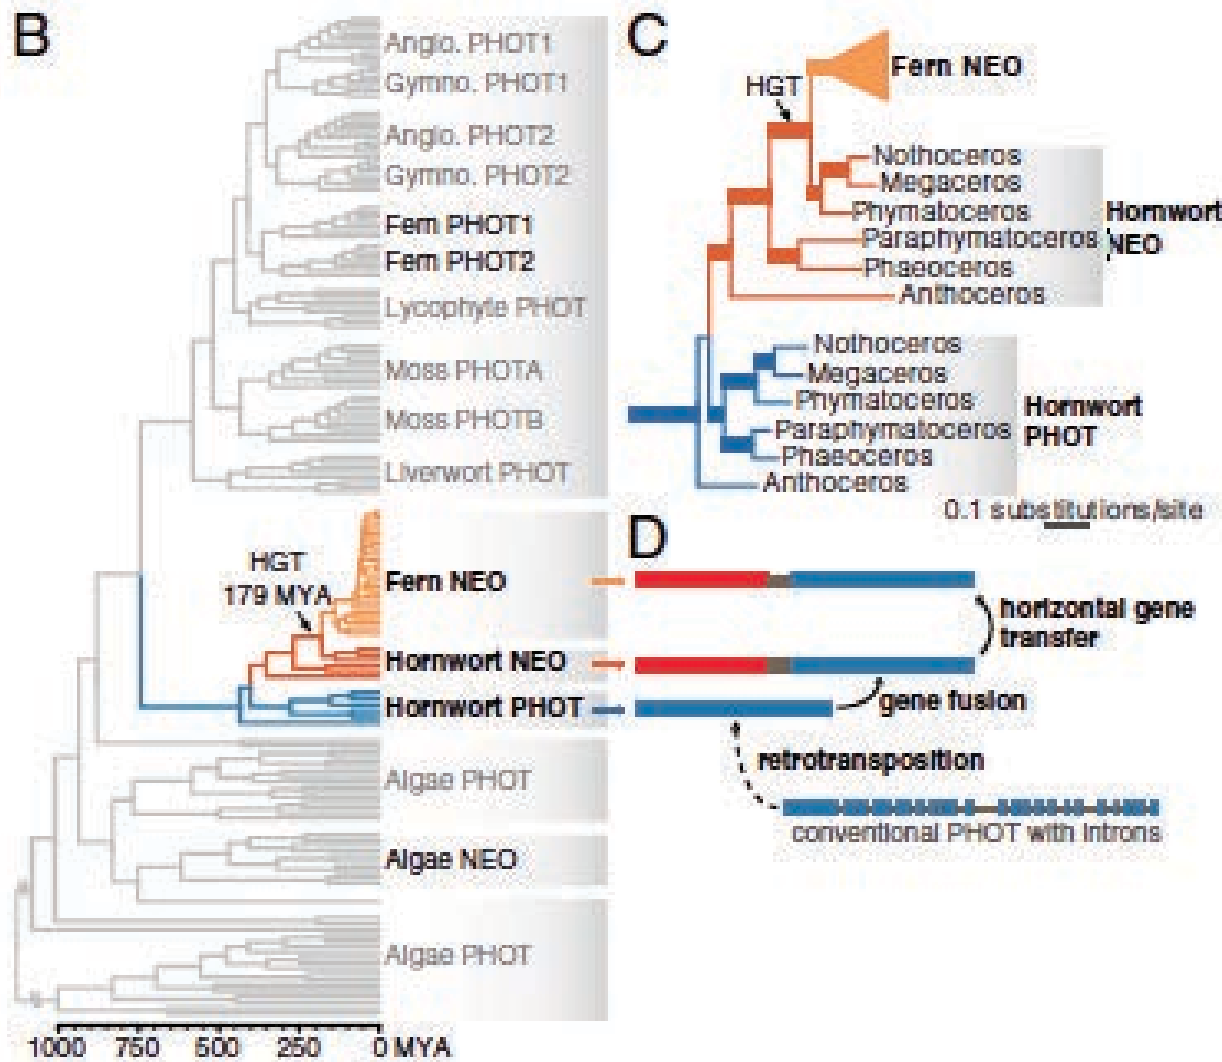 B
Anglo. PHOT1
Gymno. PHOT1
Anglo. PHOT2
Gymno. PHOT2
Fern PHOT1
Fern PHOT2
Lycophyte PHOT
Moss PHOTA
Moss PHOTB
Liverwort PHOT
HGT
179 MYA
Fern NEO
Hornwort NEO
Hornwort PHOT
Algae PHOT
Algae NEO
Algae PHOT
1000 750 500 250 0 MYA
C
HGT
Fern NEO
Nothoceros
Megaceros
Phymatoceros
Paraphymatoceros
Phaeoceros
Anthoceros
Hornwort
NEO
Nothoceros
Megaceros
Phymatoceros
Paraphymatoceros
Phaeoceros
Anthoceros
Hornwort
PHOT
0.1 substitutions/site
D
horizontal gene
transfer
gene fusion
retrotransposition
conventional PHOT with introns